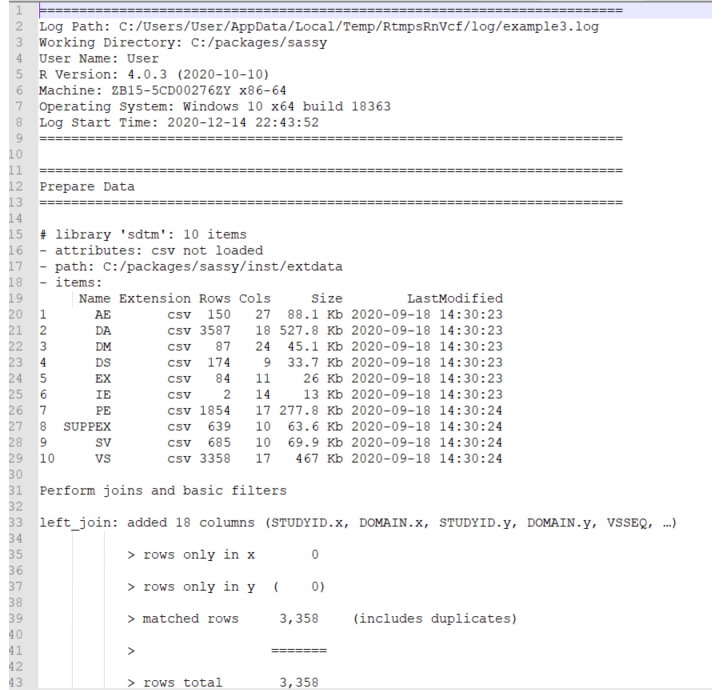 1 ==========================================================================
2 Log Path: C:/Users/User/AppData/Local/Temp/RtmpsRnVcf/log/example3.log
3 Working Directory: C:/packages/sassy
4 User Name: User
5 R Version: 4.0.3 (2020-10-10)
6 Machine: ZB15-5CD00276ZY x86-64
7 Operating System: Windows 10 x64 build 18363
8 Log Start Time: 2020-12-14 22:43:52
9 ==========================================================================
10
11 ==========================================================================
12 Prepare Data
13 ==========================================================================
14
15 # library 'sdtm': 10 items
16 - attributes: csv not loaded
17 - path: C:/packages/sassy/inst/extdata
18 - items:
19      Name Extension Rows Cols     Size        LastModified
20 1      AE       csv  150   27  88.1 Kb 2020-09-18 14:30:23
21 2      DA       csv 3587   18 527.8 Kb 2020-09-18 14:30:23
22 3      DM       csv   87   24  45.1 Kb 2020-09-18 14:30:23
23 4      DS       csv  174    9  33.7 Kb 2020-09-18 14:30:23
24 5      EX       csv   84   11    26 Kb 2020-09-18 14:30:23
25 6      IE       csv    2   14    13 Kb 2020-09-18 14:30:23
26 7      PE       csv 1854   17 277.8 Kb 2020-09-18 14:30:24
27 8  SUPPEX       csv  639   10  63.6 Kb 2020-09-18 14:30:24
28 9      SV       csv  685   10  69.9 Kb 2020-09-18 14:30:24
29 10     VS       csv 3358   17   467 Kb 2020-09-18 14:30:24
30
31 Perform joins and basic filters
32
33 left_join: added 18 columns (STUDYID.x, DOMAIN.x, STUDYID.y, DOMAIN.y, VSSEQ, …)
34
35            > rows only in x       0
36
37            > rows only in y  (    0)
38
39            > matched rows     3,358    (includes duplicates)
40
41            >                 =======
42
43            > rows total       3,358